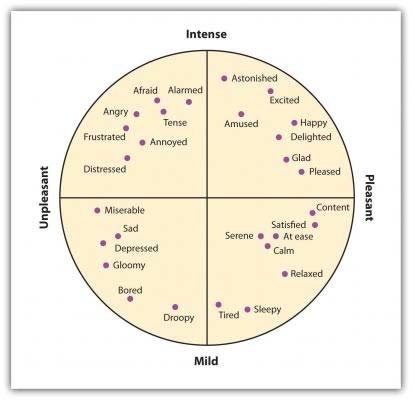 Intense
Astonished
Excited
Amused
Happy
Delighted
Glad
Pleased
Afraid
Alarmed
Angry
Tense
Frustrated
Annoyed
Distressed
Unpleasant
Pleasant
Miserable
Sad
Depressed
Gloomy
Bored
Droopy
Content
Satisfied
Serene
At ease
Calm
Relaxed
Tired
Sleepy
Mild